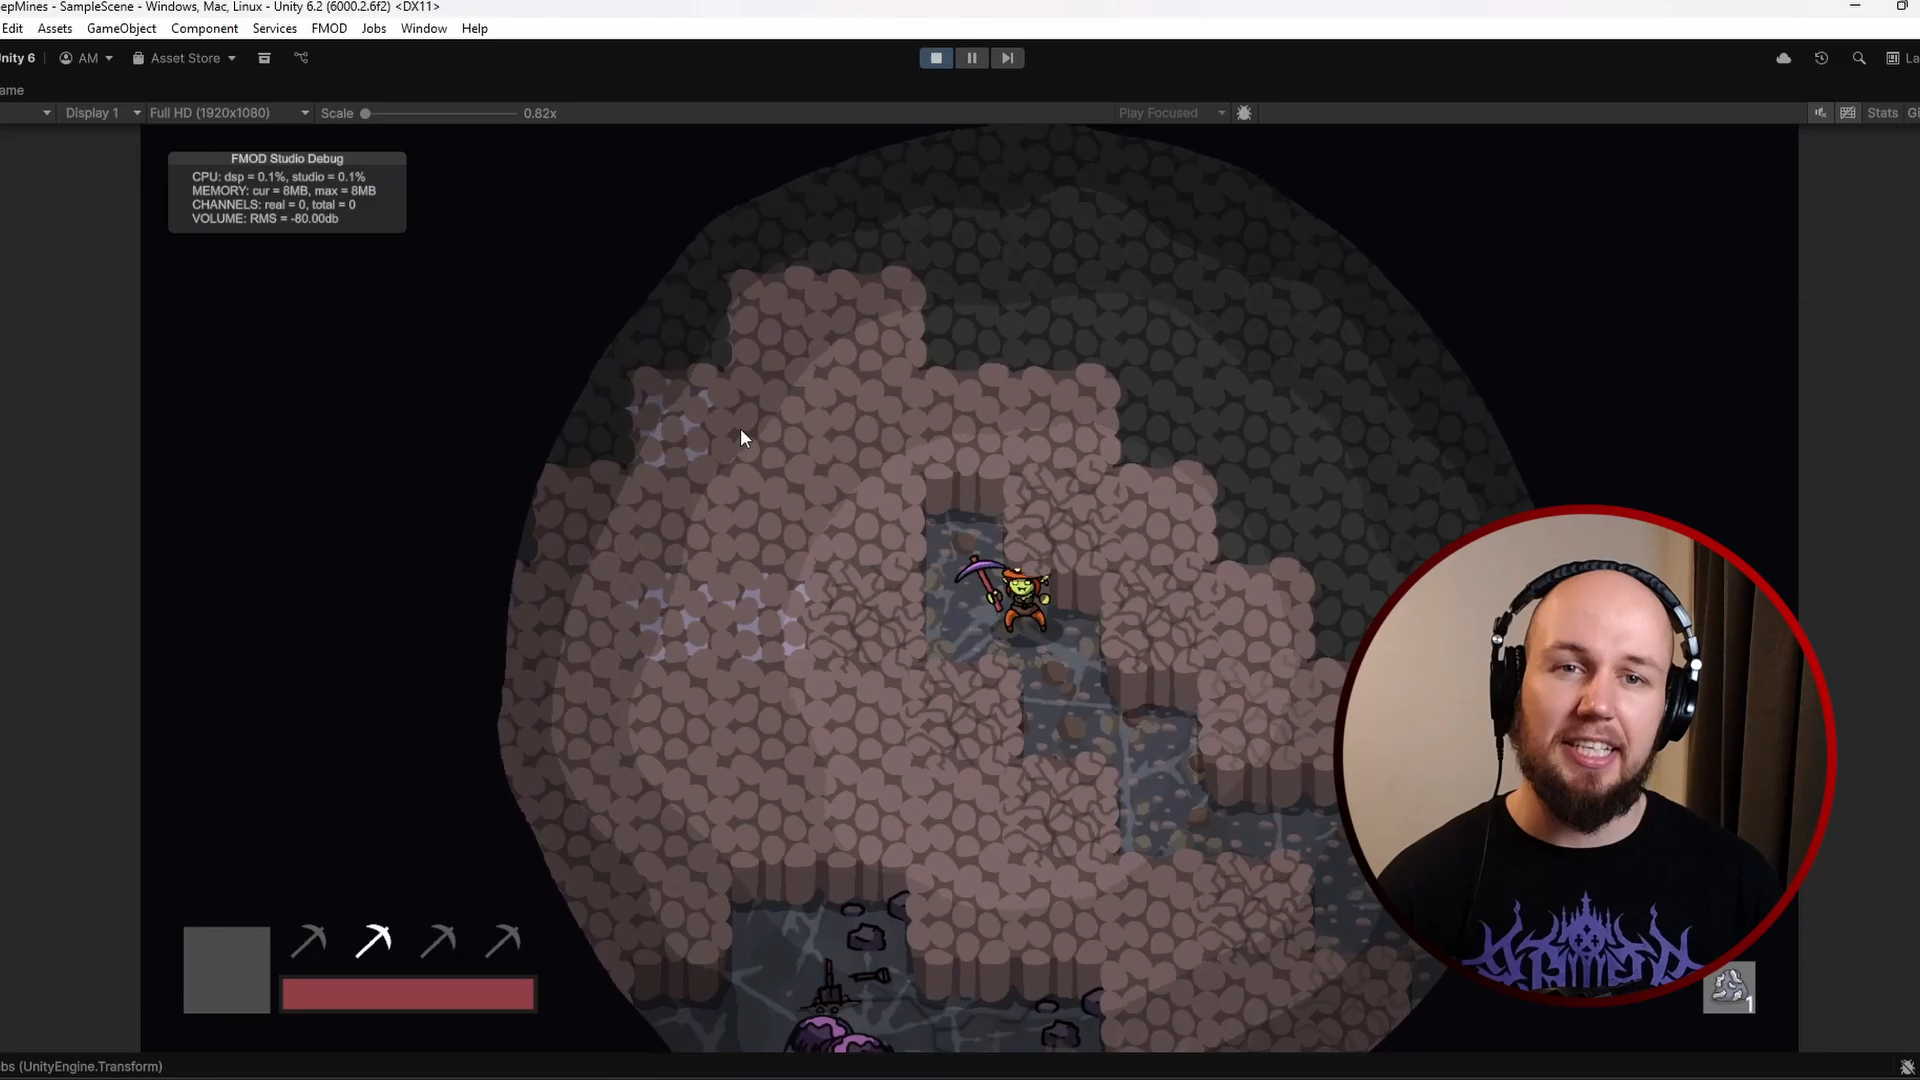 epMines - SampleScene - Windows, Mac, Linux - Unity 6.2 (6000.2.6f2) <DX11>
Edit Assets GameObject Component Services FMOD Jobs Window Help
nity 6 AM Asset Store La
ame
Display 1 Full HD (1920x1080) Scale 0.82x Play Focused Stats Gi
FMOD Studio Debug
CPU: dsp = 0.1%, studio = 0.1%
MEMORY: cur = 8MB, max = 8MB
CHANNELS: real = 0, total = 0
VOLUME: RMS = -80.00db
1
bs (UnityEngine.Transform)